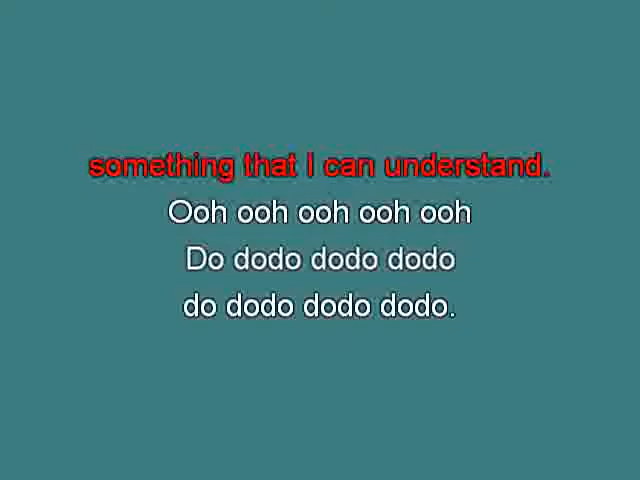 something that I can understand.
Ooh ooh ooh ooh ooh
Do dodo dodo dodo
do dodo dodo dodo.